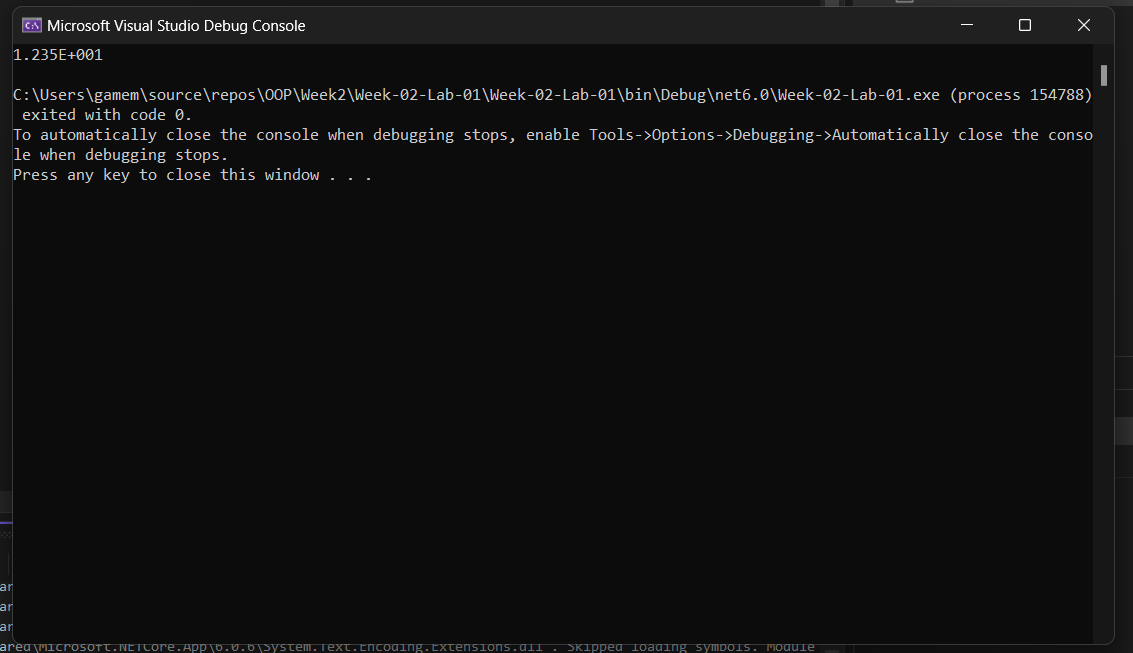 C:\ Microsoft Visual Studio Debug Console
1.235E+001
C:\Users\gamem\source\repos\OOP\Week2\Week-02-Lab-01\Week-02-Lab-01\bin\Debug\net6.0\Week-02-Lab-01.exe (process 154788)
exited with code 0.
To automatically close the console when debugging stops, enable Tools->Options->Debugging->Automatically close the conso
le when debugging stops.
Press any key to close this window . . .
ar
ar
ar
ared\Microsoft.NETCore.App\6.0.6\System.Text.Encoding.Extensions.dll'. Skipped loading symbols. Module